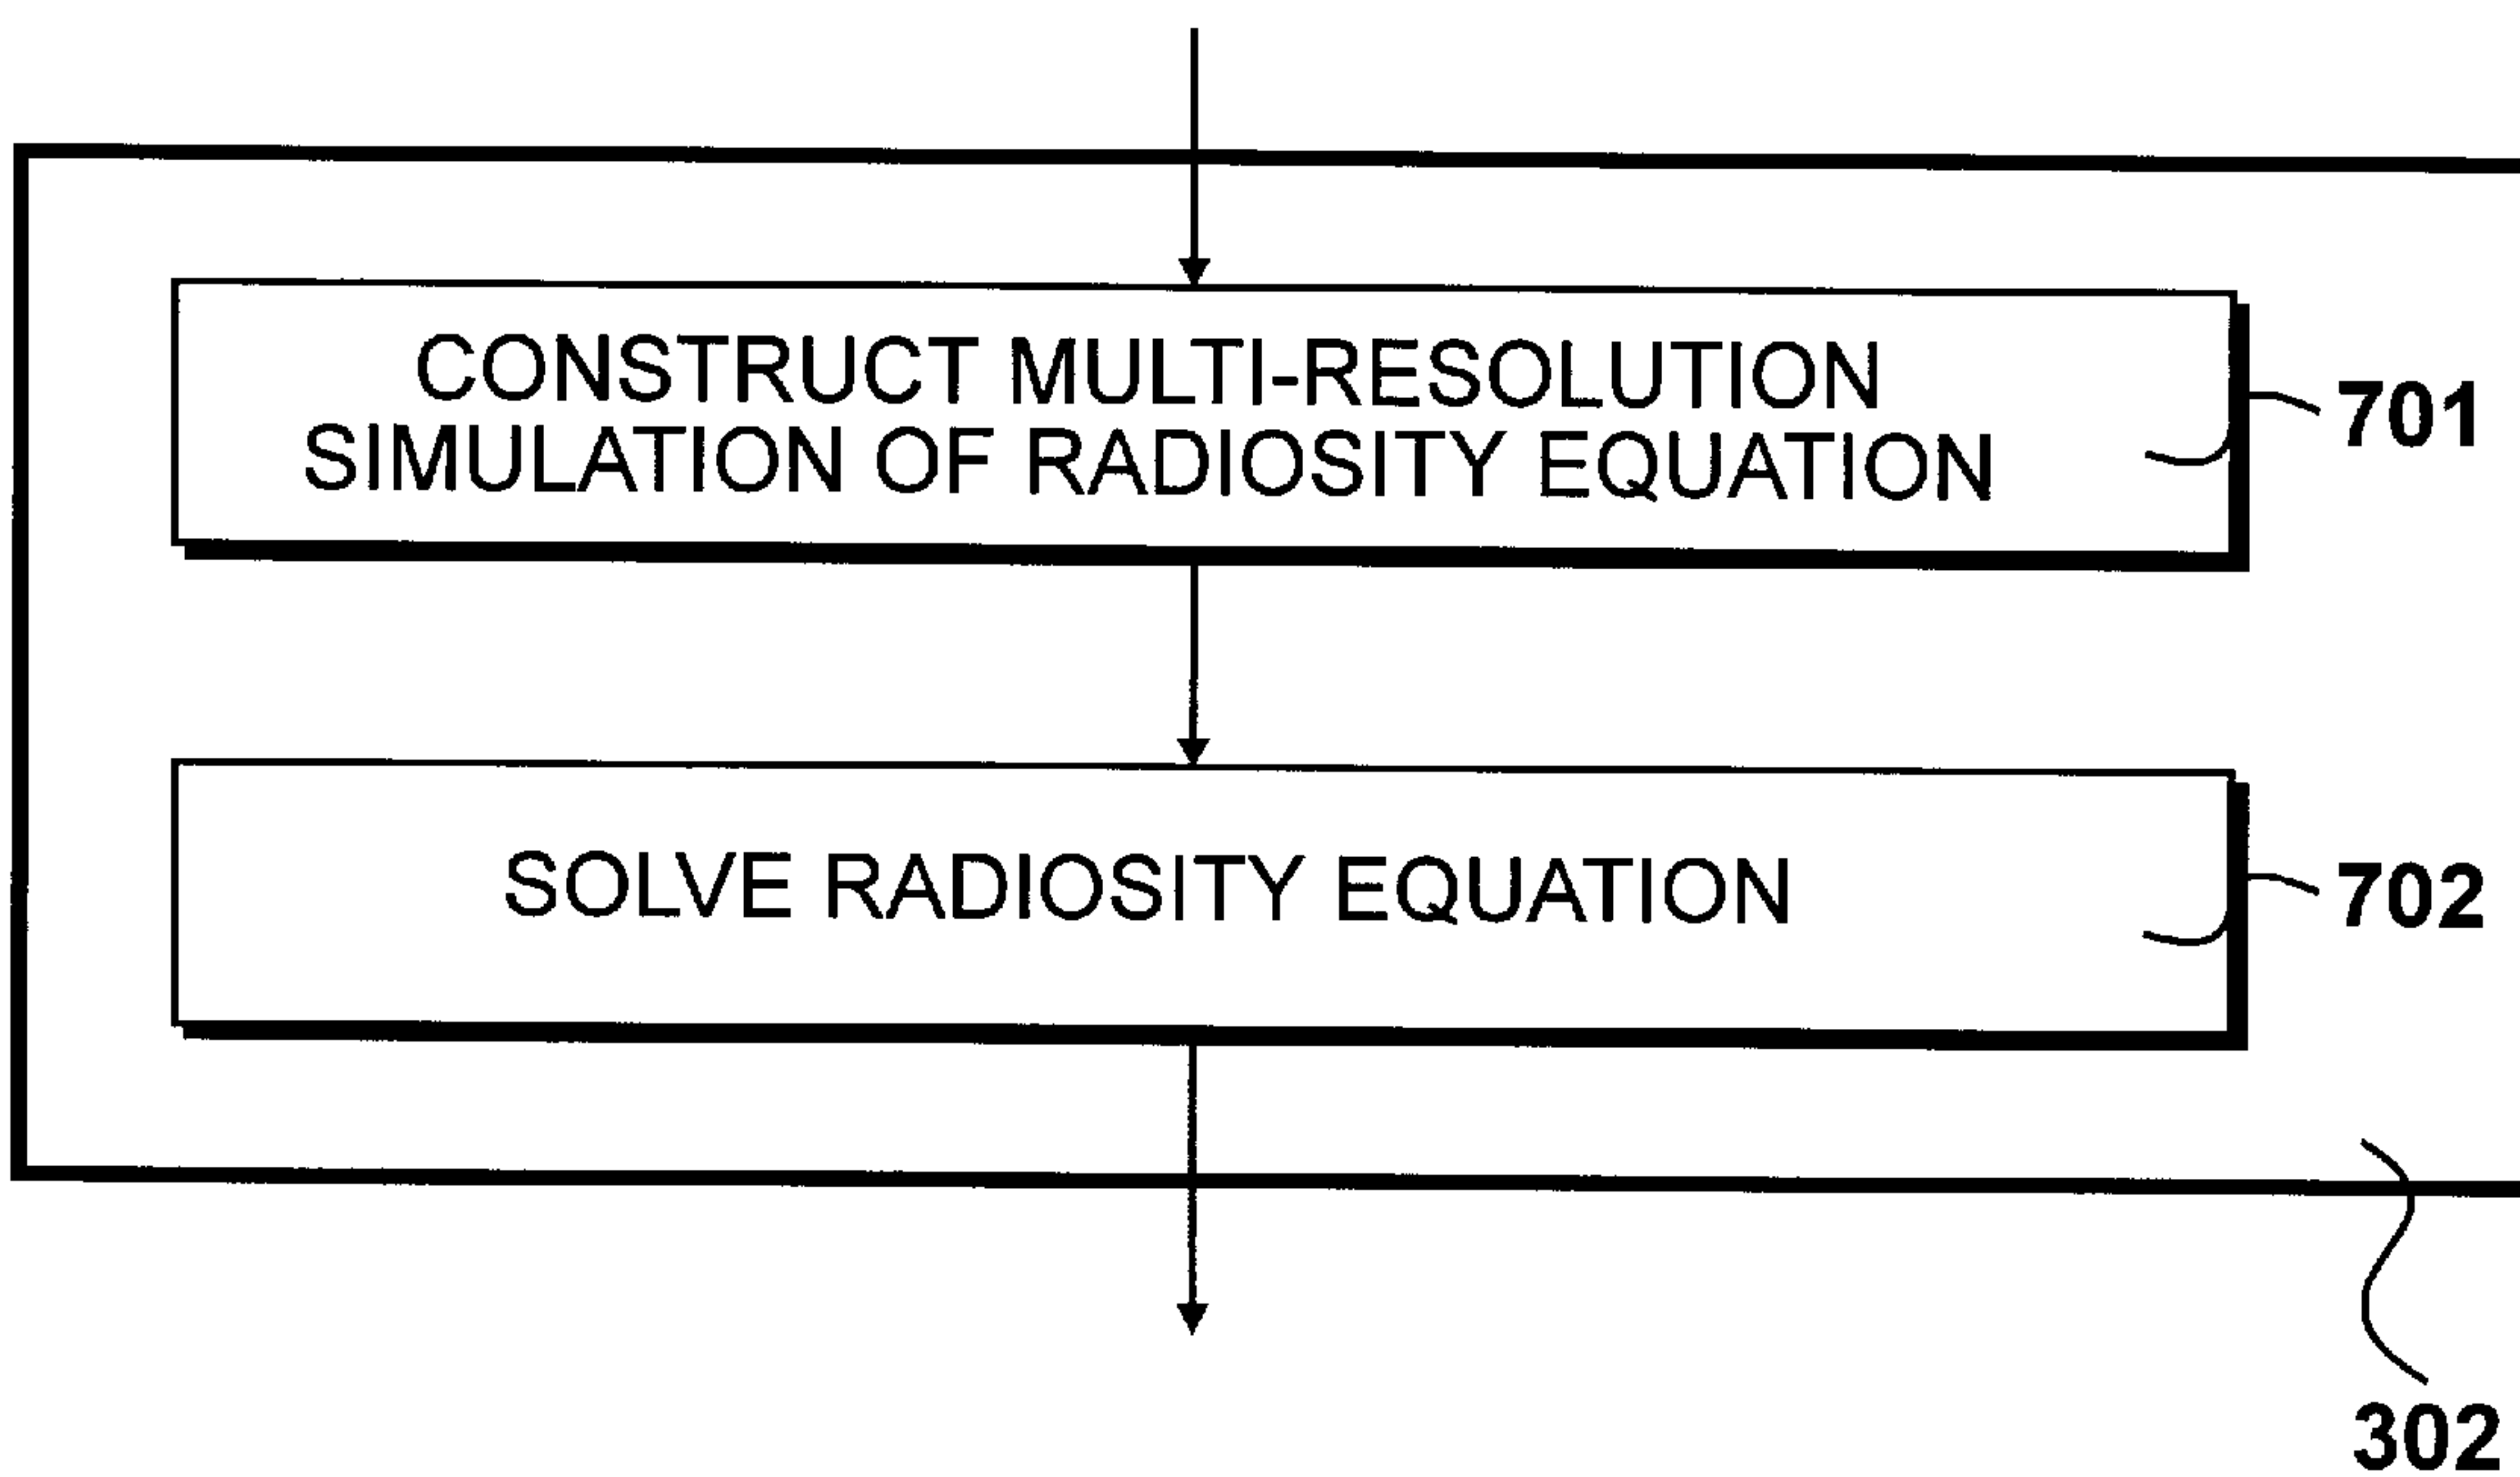 CONSTRUCT MULTI-RESOLUTION
SIMULATION OF RADIOSITY EQUATION
701
SOLVE RADIOSITY EQUATION
702
302